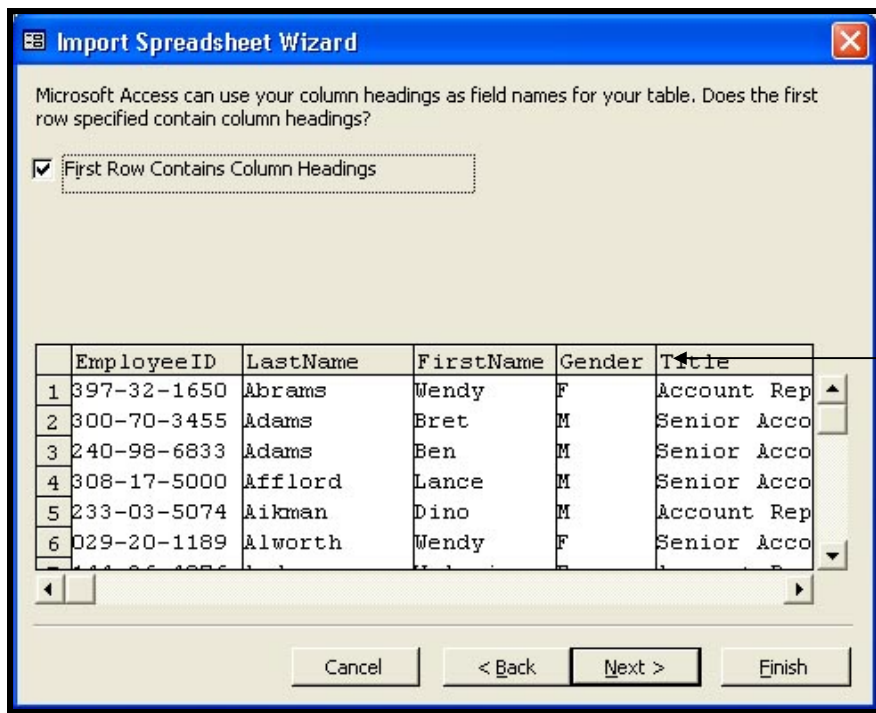 Import Spreadsheet Wizard
Microsoft Access can use your column headings as field names for your table. Does the first
row specified contain column headings?
First Row Contains Column Headings
EmployeeID LastName FirstName Gender Title
1 397-32-1650 Abrams Wendy F Account Rep
2 300-70-3455 Adams Bret M Senior Acco
3 240-98-6833 Adams Ben M Senior Acco
4 308-17-5000 Afflord Lance M Senior Acco
5 233-03-5074 Aikman Dino M Account Rep
6 029-20-1189 Alworth Wendy F Senior Acco
Cancel < Back Next > Finish